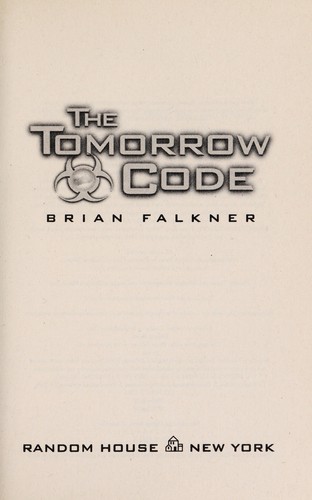 THE
TOMORROW
CODE
BRIAN FALKNER
RANDOM HOUSE NEW YORK